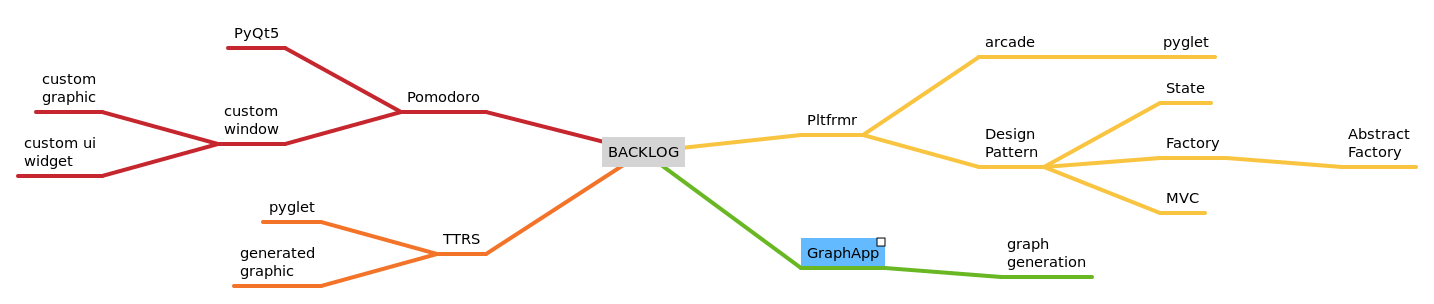 BACKLOG
Pomodoro
PyQt5
custom
window
custom
graphic
custom ui
widget
TTRS
pyglet
generated
graphic
Pltfrmr
arcade
pyglet
Design
Pattern
State
Factory
Abstract
Factory
MVC
GraphApp
graph
generation